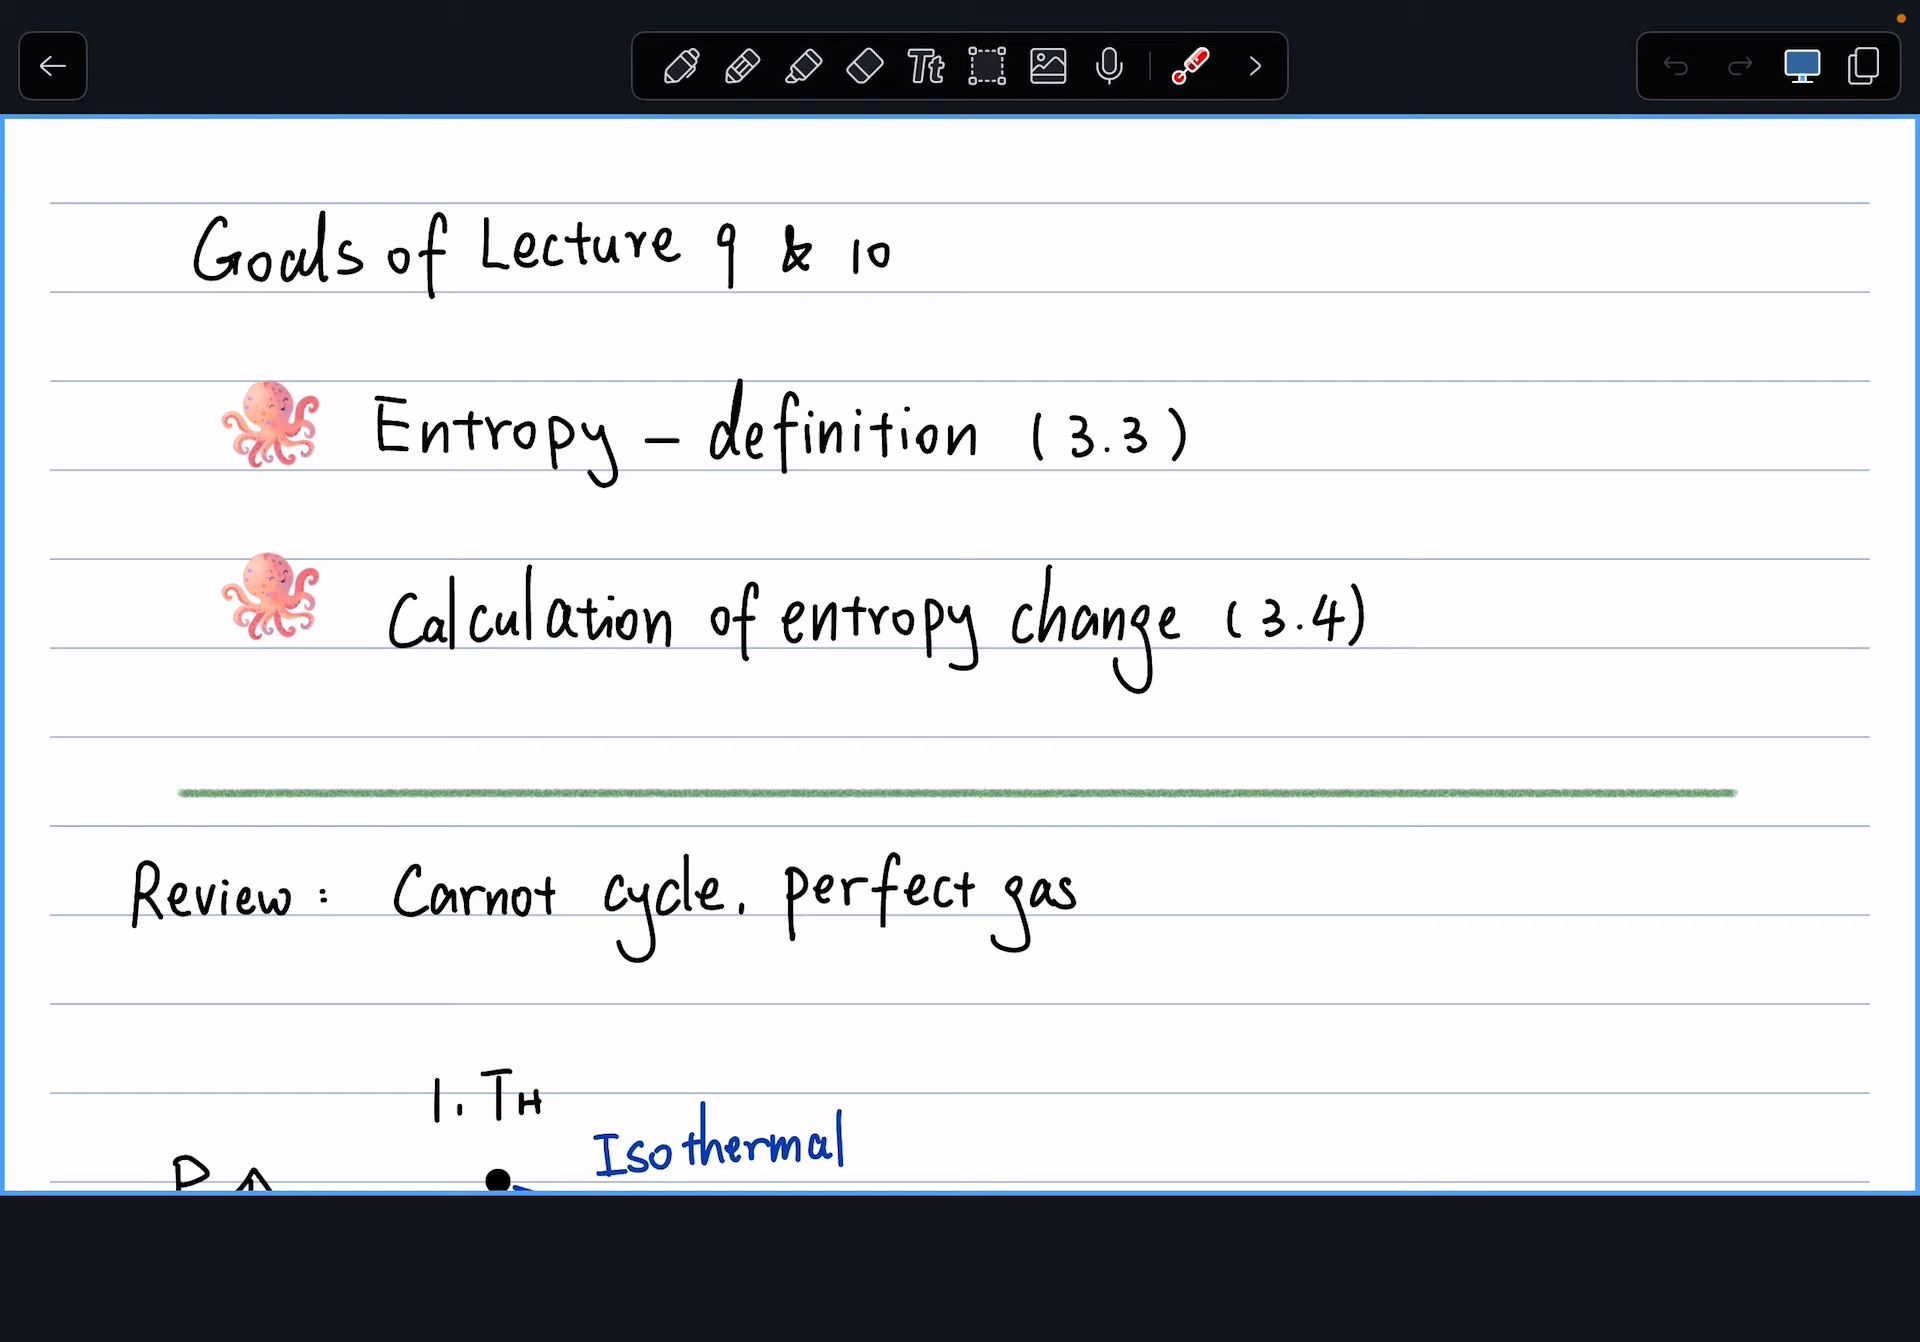 Tt
Goals of Lecture 9 & 10
Entropy – definition (3.3)
Calculation of entropy change (3.4)
Review: Carnot cycle, perfect gas
1. TH
Isothermal
P